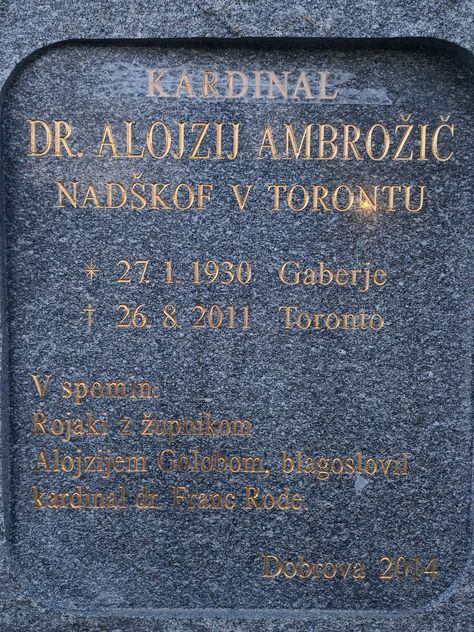 KARDINAL
DR. ALOJZIJ AMBROŽIČ
NADŠKOF V TORONTU
* 27. 1. 1930 Gaberje
† 26. 8. 2011 Toronto
V spomin:
Rojaki z župnikom
Alojzijem Golobom, blagoslovil
kardinal dr. Franc Rode.
Dobrova 2014